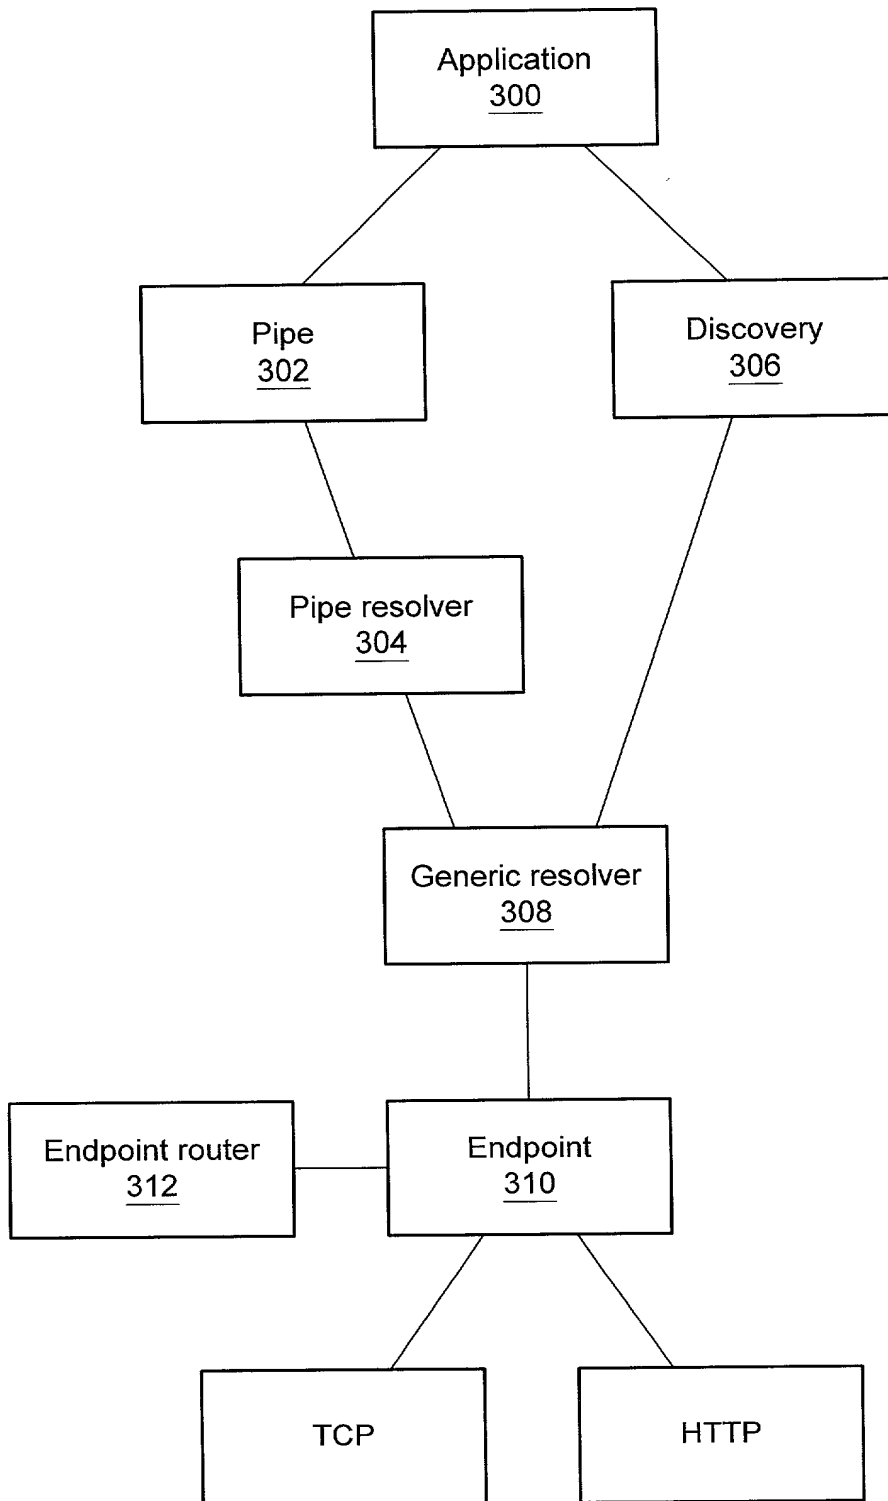 Application
300
Pipe
302
Discovery
306
Pipe resolver
304
Generic resolver
308
Endpoint router
312
Endpoint
310
TCP
HTTP